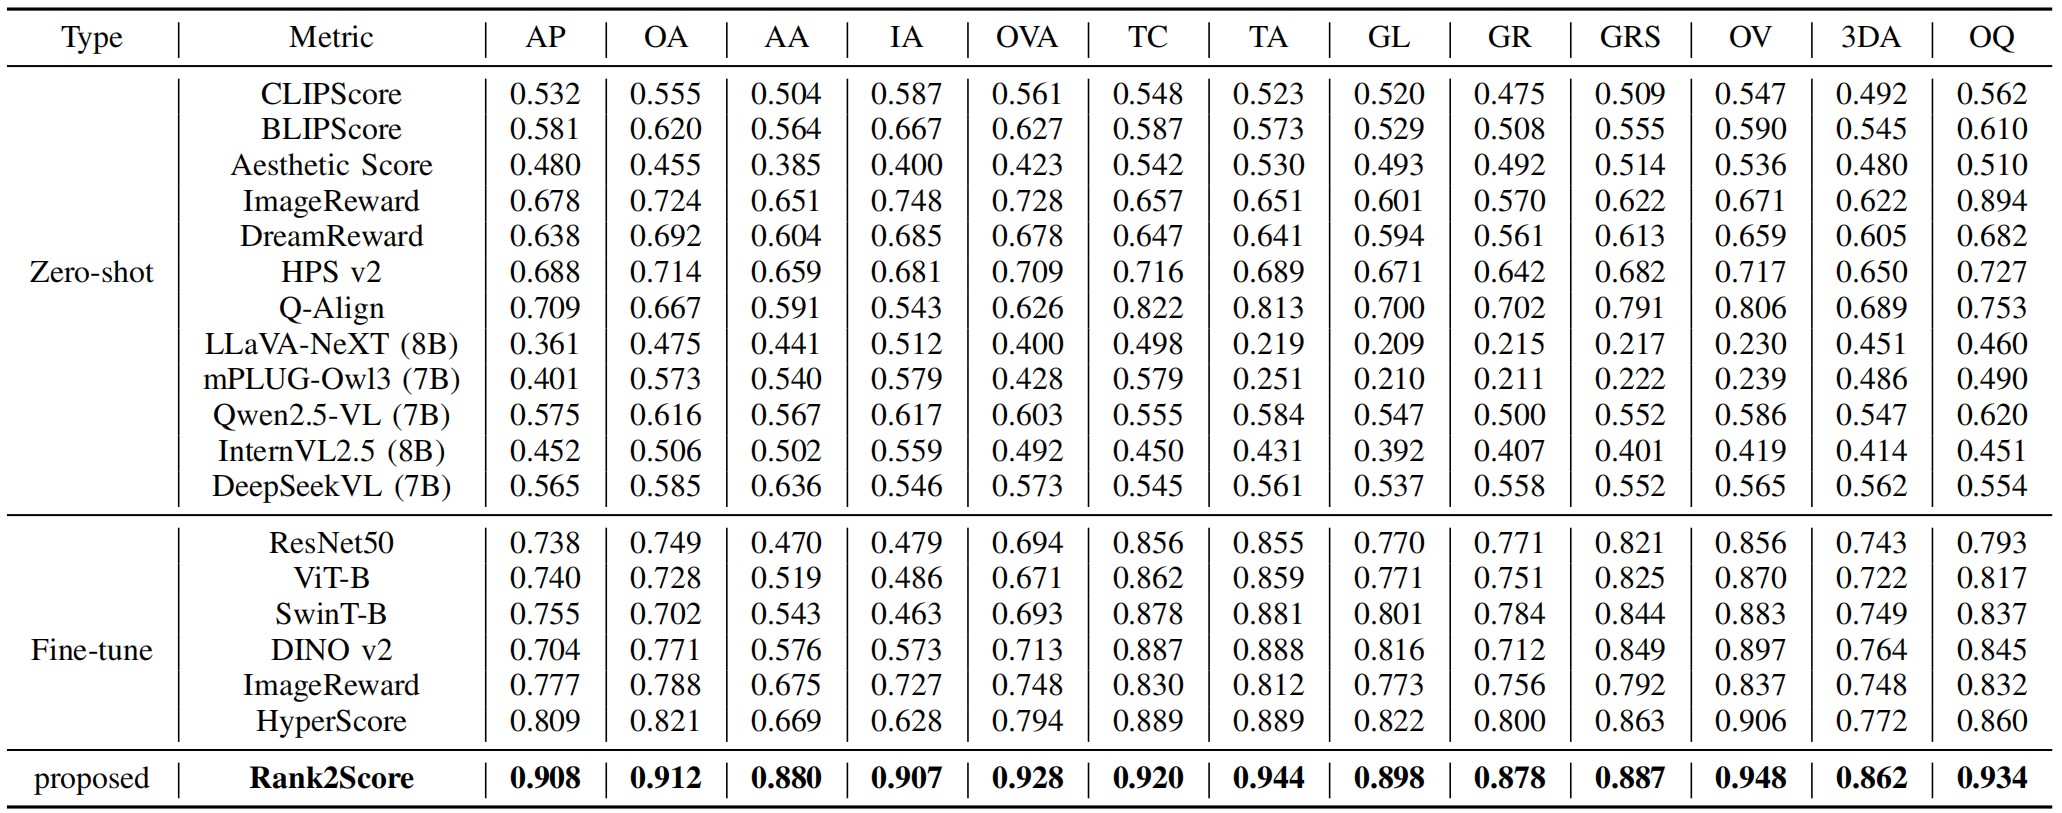 Type Metric AP OA AA IA OVA TC TA GL GR GRS OV 3DA OQ
CLIPScore 0.532 0.555 0.504 0.587 0.561 0.548 0.523 0.520 0.475 0.509 0.547 0.492 0.562
BLIPScore 0.581 0.620 0.564 0.667 0.627 0.587 0.573 0.529 0.508 0.555 0.590 0.545 0.610
Aesthetic Score 0.480 0.455 0.385 0.400 0.423 0.542 0.530 0.493 0.492 0.514 0.536 0.480 0.510
ImageReward 0.678 0.724 0.651 0.748 0.728 0.657 0.651 0.601 0.570 0.622 0.671 0.622 0.894
DreamReward 0.638 0.692 0.604 0.685 0.678 0.647 0.641 0.594 0.561 0.613 0.659 0.605 0.682
Zero-shot HPS v2 0.688 0.714 0.659 0.681 0.709 0.716 0.689 0.671 0.642 0.682 0.717 0.650 0.727
Q-Align 0.709 0.667 0.591 0.543 0.626 0.822 0.813 0.700 0.702 0.791 0.806 0.689 0.753
LLaVA-NeXT (8B) 0.361 0.475 0.441 0.512 0.400 0.498 0.219 0.209 0.215 0.217 0.230 0.451 0.460
mPLUG-Owl3 (7B) 0.401 0.573 0.540 0.579 0.428 0.579 0.251 0.210 0.211 0.222 0.239 0.486 0.490
Qwen2.5-VL (7B) 0.575 0.616 0.567 0.617 0.603 0.555 0.584 0.547 0.500 0.552 0.586 0.547 0.620
InternVL2.5 (8B) 0.452 0.506 0.502 0.559 0.492 0.450 0.431 0.392 0.407 0.401 0.419 0.414 0.451
DeepSeekVL (7B) 0.565 0.585 0.636 0.546 0.573 0.545 0.561 0.537 0.558 0.552 0.565 0.562 0.554
ResNet50 0.738 0.749 0.470 0.479 0.694 0.856 0.855 0.770 0.771 0.821 0.856 0.743 0.793
ViT-B 0.740 0.728 0.519 0.486 0.671 0.862 0.859 0.771 0.751 0.825 0.870 0.722 0.817
SwinT-B 0.755 0.702 0.543 0.463 0.693 0.878 0.881 0.801 0.784 0.844 0.883 0.749 0.837
Fine-tune DINO v2 0.704 0.771 0.576 0.573 0.713 0.887 0.888 0.816 0.712 0.849 0.897 0.764 0.845
ImageReward 0.777 0.788 0.675 0.727 0.748 0.830 0.812 0.773 0.756 0.792 0.837 0.748 0.832
HyperScore 0.809 0.821 0.669 0.628 0.794 0.889 0.889 0.822 0.800 0.863 0.906 0.772 0.860
proposed Rank2Score 0.908 0.912 0.880 0.907 0.928 0.920 0.944 0.898 0.878 0.887 0.948 0.862 0.934